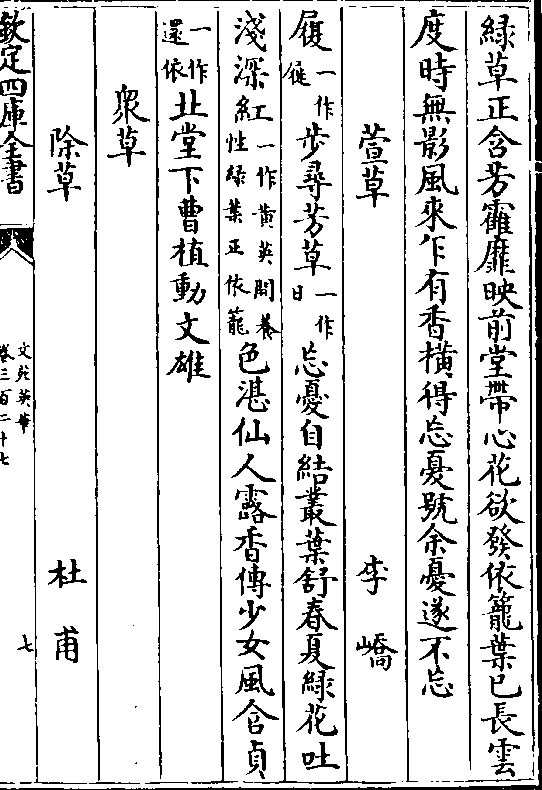 綠草正含芳霍靡映前堂帶心花欲發依籠葉已長雲
度時無影風來乍有香橫得忘憂號余憂遂不忘
萱草 李嶠
屐一作屣步尋芳草一作日忘憂自結叢葉舒春夏綠花吐
淺深紅一作黄英開養性緑葉正依籠色湛仙人露香傳少女風含貞
一作還依北堂下曹植動文雄
衆草
除草 杜甫
欽定四庫全書
文苑英華
卷三百二十七
七